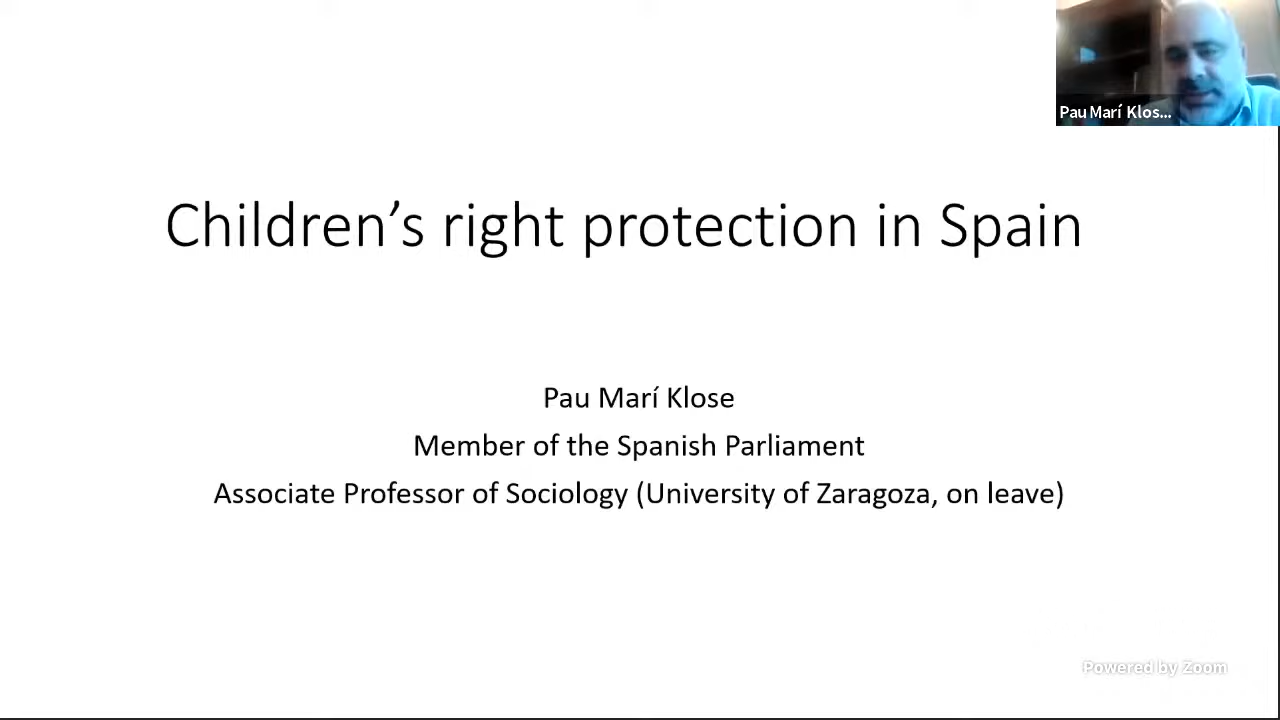 Pau Marí Klos...
Children’s right protection in Spain
Pau Marí Klose
Member of the Spanish Parliament
Associate Professor of Sociology (University of Zaragoza, on leave)
Powered by Zoom